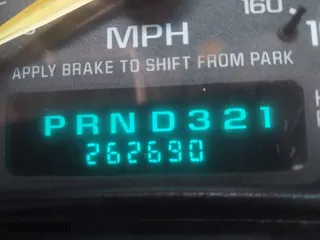 160
MPH
APPLY BRAKE TO SHIFT FROM PARK
PRND321
262690